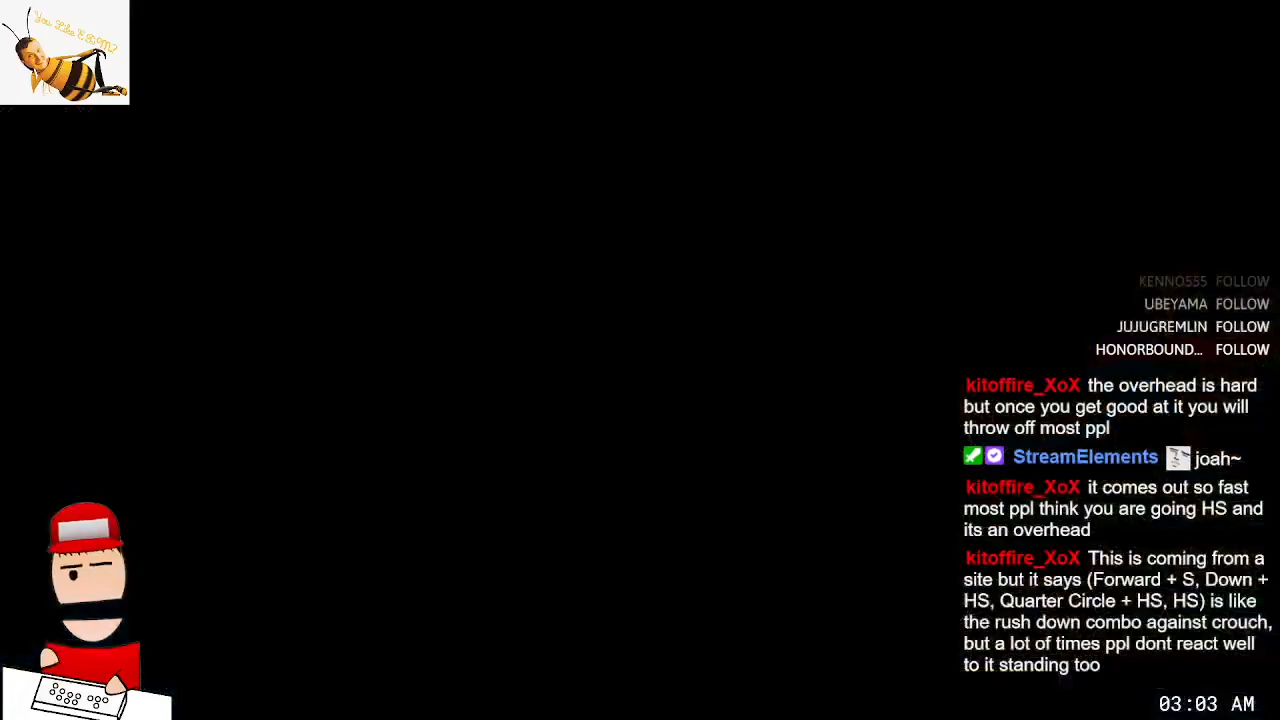 You Like EDM?
KENNO555 FOLLOW
UBEYAMA FOLLOW
JUJUGREMLIN FOLLOW
HONORBOUND... FOLLOW
kitoffire_XoX the overhead is hard
but once you get good at it you will
throw off most ppl
StreamElements joah~
kitoffire_XoX it comes out so fast
most ppl think you are going HS and
its an overhead
kitoffire_XoX This is coming from a
site but it says (Forward + S, Down +
HS, Quarter Circle + HS, HS) is like
the rush down combo against crouch,
but a lot of times ppl dont react well
to it standing too
03:03 AM